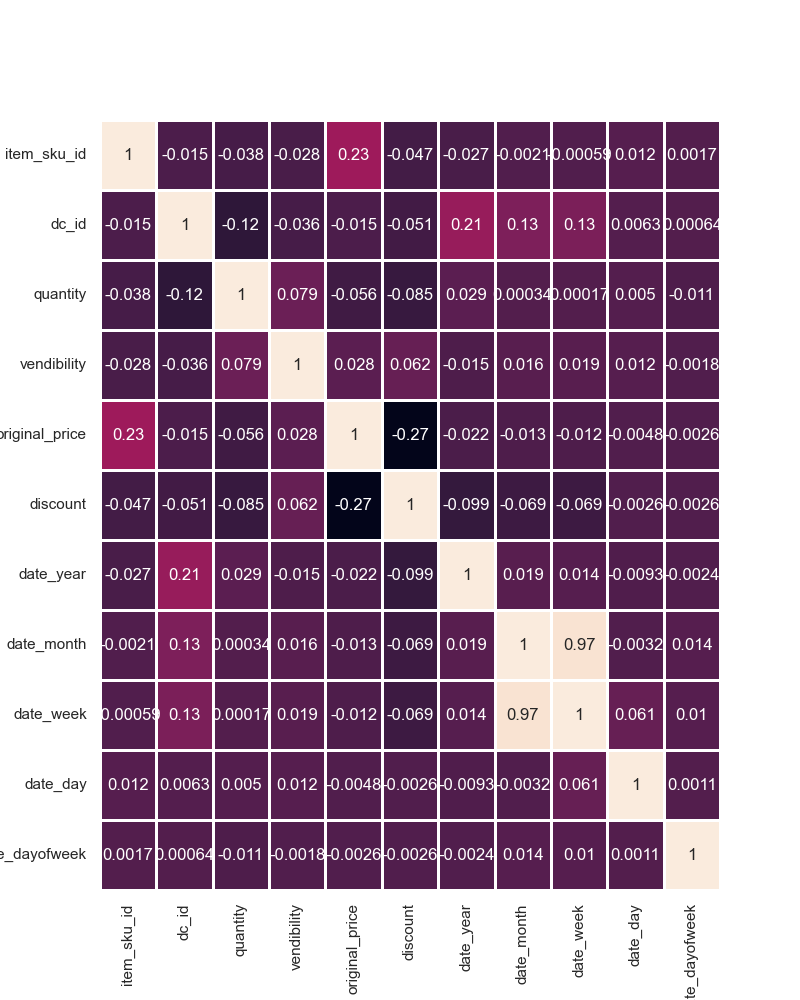 item_sku_id 1 -0.015 -0.038 -0.028 0.23 -0.047 -0.027 -0.0021 -0.00059 0.012 0.0017
dc_id -0.015 1 -0.12 -0.036 -0.015 -0.051 0.21 0.13 0.13 0.0063 0.00064
quantity -0.038 -0.12 1 0.079 -0.056 -0.085 0.029 0.00034 0.00017 0.005 -0.011
vendibility -0.028 -0.036 0.079 1 0.028 0.062 -0.015 0.016 0.019 0.012 -0.0018
original_price 0.23 -0.015 -0.056 0.028 1 -0.27 -0.022 -0.013 -0.012 -0.0048 -0.0026
discount -0.047 -0.051 -0.085 0.062 -0.27 1 -0.099 -0.069 -0.069 -0.0026 -0.0026
date_year -0.027 0.21 0.029 -0.015 -0.022 -0.099 1 0.019 0.014 -0.0093 -0.0024
date_month -0.0021 0.13 0.00034 0.016 -0.013 -0.069 0.019 1 0.97 -0.0032 0.014
date_week 0.00059 0.13 0.00017 0.019 -0.012 -0.069 0.014 0.97 1 0.061 0.01
date_day 0.012 0.0063 0.005 0.012 -0.0048 -0.0026 -0.0093 -0.0032 0.061 1 0.0011
e_dayofweek 0.0017 0.00064 -0.011 -0.0018 -0.0026 -0.0026 -0.0024 0.014 0.01 0.0011 1
item_sku_id
dc_id
quantity
vendibility
original_price
discount
date_year
date_month
date_week
date_day
te_dayofweek